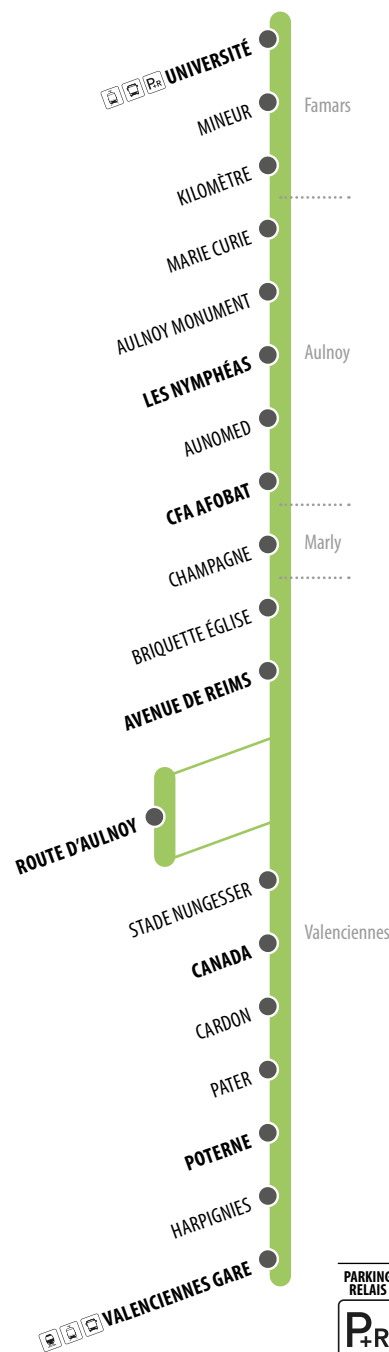 P+R UNIVERSITÉ
MINEUR
Famars
KILOMÈTRE
MARIE CURIE
AULNOY MONUMENT
LES NYMPHÉAS
Aulnoy
AUNOMED
CFA AFOBAT
CHAMPAGNE
Marly
BRIQUETTE ÉGLISE
AVENUE DE REIMS
ROUTE D'AULNOY
STADE NUNGESSER
Valenciennes
CANADA
CARDON
PATER
POTERNE
HARPIGNIES
VALENCIENNES GARE
PARKING
RELAIS
P+R